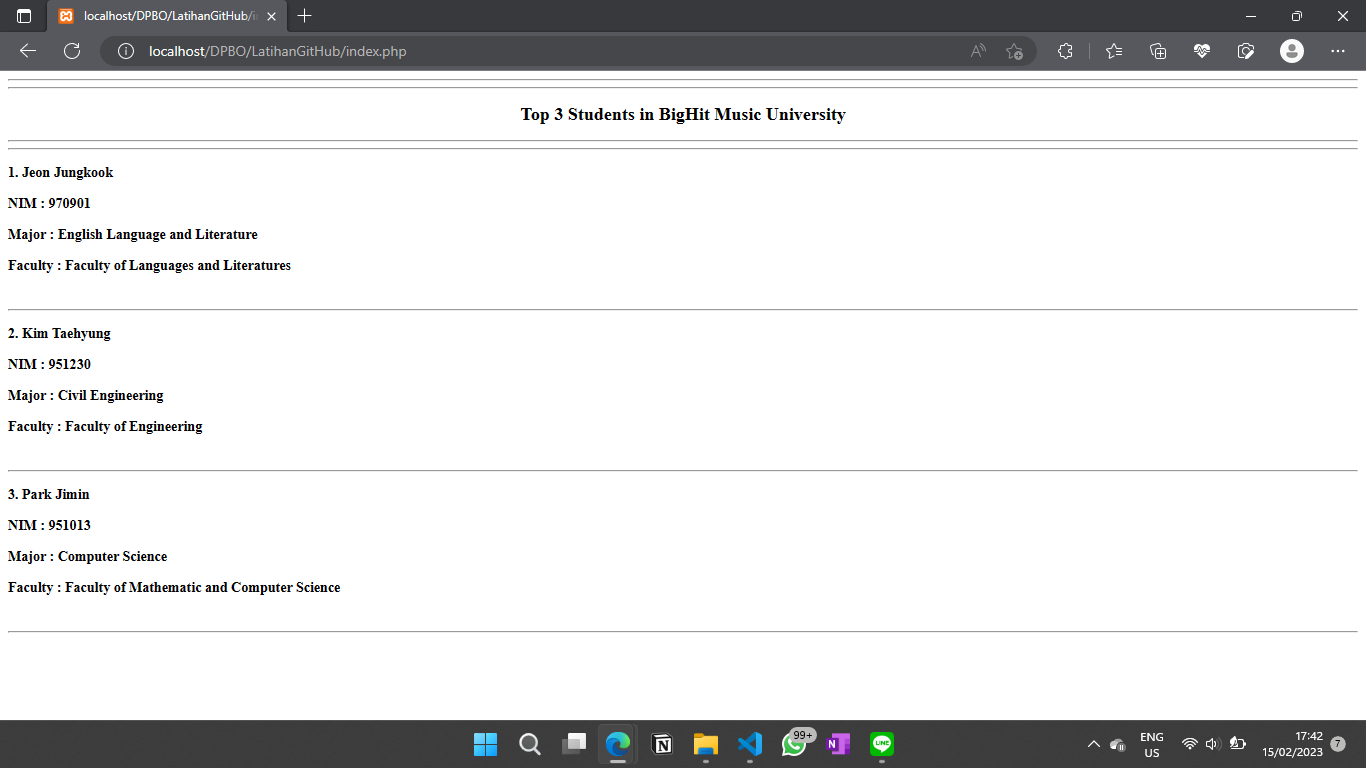 localhost/DPBO/LatihanGitHub/in
localhost/DPBO/LatihanGitHub/index.php
Top 3 Students in BigHit Music University
1. Jeon Jungkook
NIM : 970901
Major : English Language and Literature
Faculty : Faculty of Languages and Literatures
2. Kim Taehyung
NIM : 951230
Major : Civil Engineering
Faculty : Faculty of Engineering
3. Park Jimin
NIM : 951013
Major : Computer Science
Faculty : Faculty of Mathematic and Computer Science
99+
LINE
ENG
US
17:42
15/02/2023
7